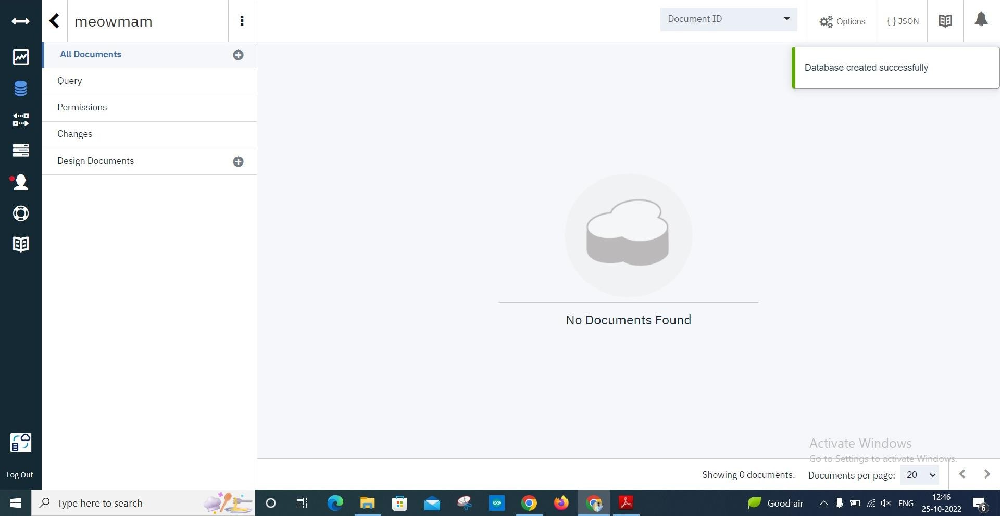 meowmam
Document ID
Options
{ } JSON
All Documents
Database created successfully
Query
Permissions
Changes
Design Documents
No Documents Found
Activate Windows
Go to Settings to activate Windows.
Log Out
Showing 0 documents.
Documents per page: 20
Type here to search
Good air
ENG
12:46
25-10-2022
6